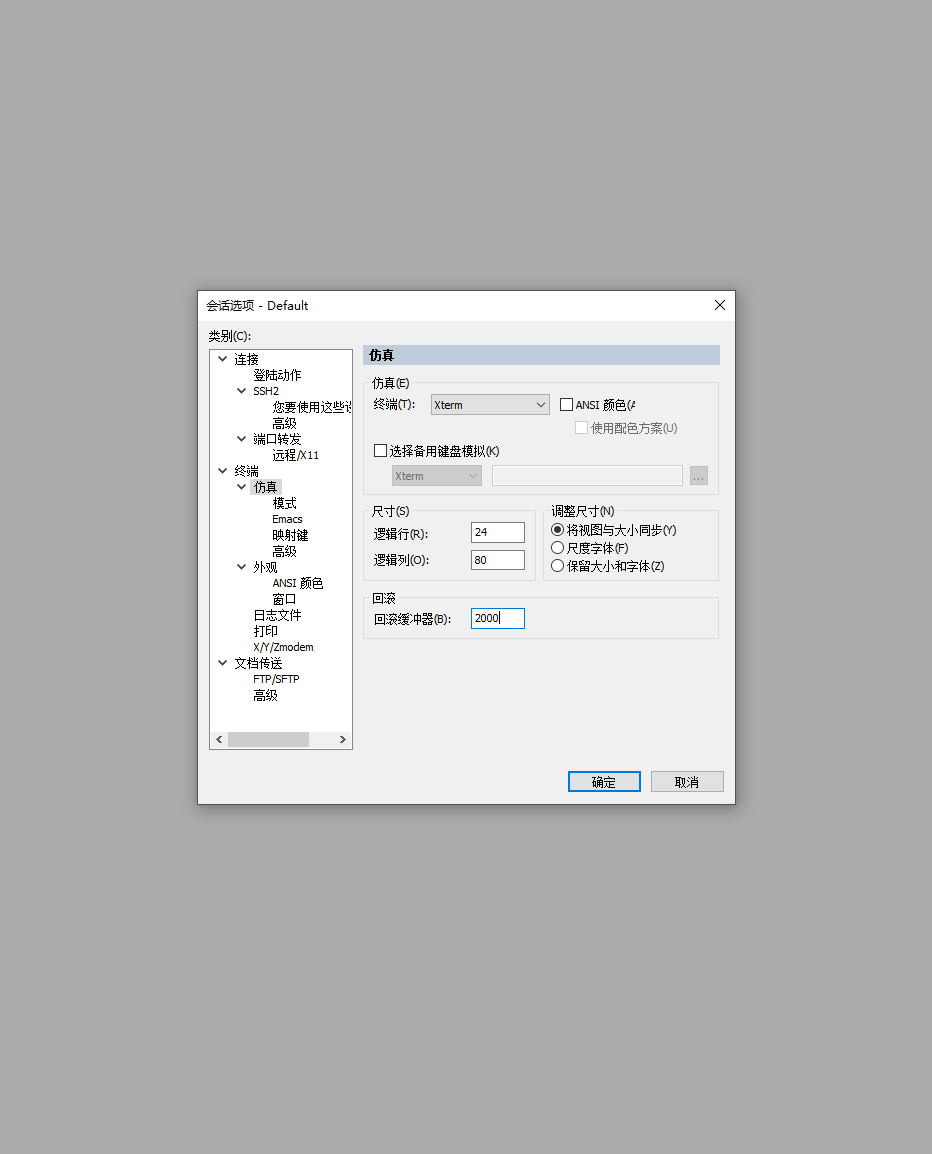 会话选项 - Default
类别(C):
连接
登陆动作
SSH2
您要使用这些
高级
端口转发
远程/X11
终端
仿真
模式
Emacs
映射键
高级
外观
ANSI 颜色
窗口
日志文件
打印
X/Y/Zmodem
文档传送
FTP/SFTP
高级
仿真
仿真(E)
终端(T):
Xterm
ANSI 颜色(A
使用配色方案(U)
选择备用键盘模拟(K)
Xterm
...
尺寸(S)
逻辑行(R):
24
逻辑列(O):
80
调整尺寸(N)
将视图与大小同步(Y)
尺度字体(F)
保留大小和字体(Z)
回滚
回滚缓冲器(B):
2000
确定
取消